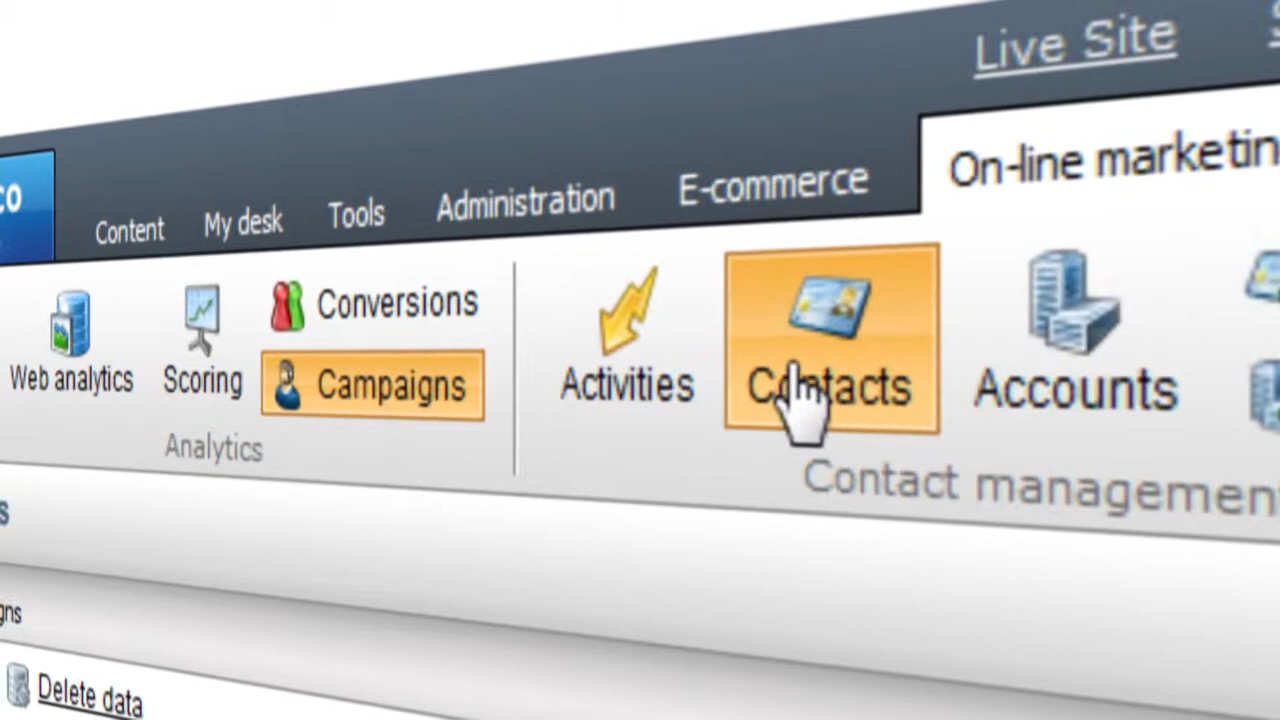 Live Site
co
Content My desk Tools Administration E-commerce On-line marketin
Conversions
Web analytics Scoring Campaigns Activities Contacts Accounts
Analytics
Contact managemen
s
gns
Delete data